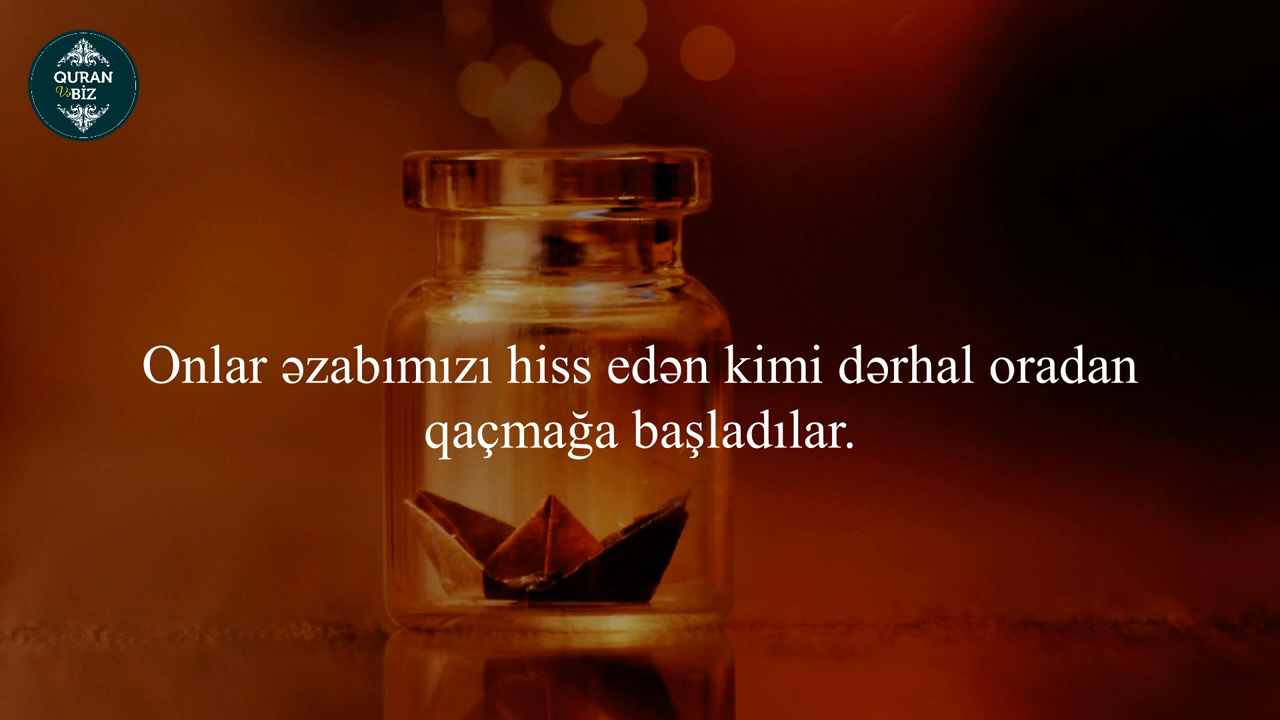 QURAN
Və BİZ
Onlar əzabımızı hiss edən kimi dərhal oradan
qaçmağa başladılar.